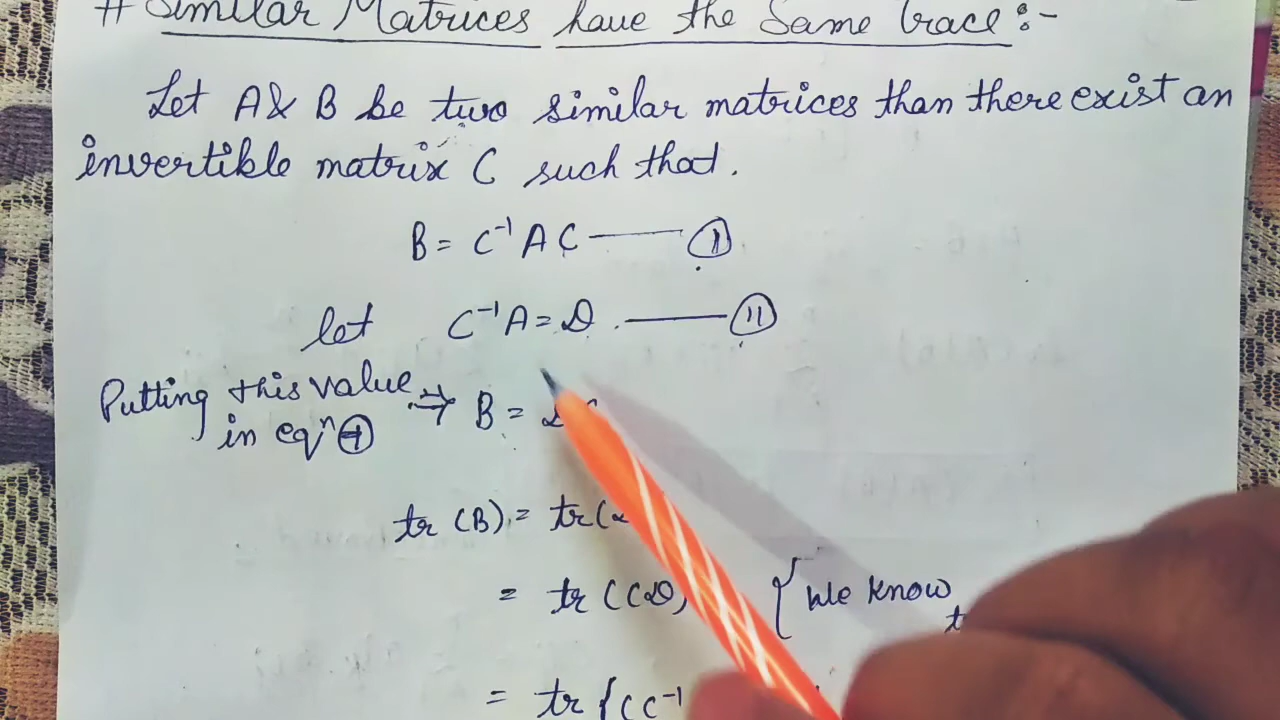 # Similar Matrices have the Same trace :-
Let A & B be two similar matrices than there exist an
invertible matrix C such that.
B = C⁻¹ A C —— (I)
let C⁻¹A = D. —— (II)
Putting this value
in eqⁿ (I) ⇒ B =
tr (B) = tr(
= tr (CD) { We know
= tr { CC⁻¹